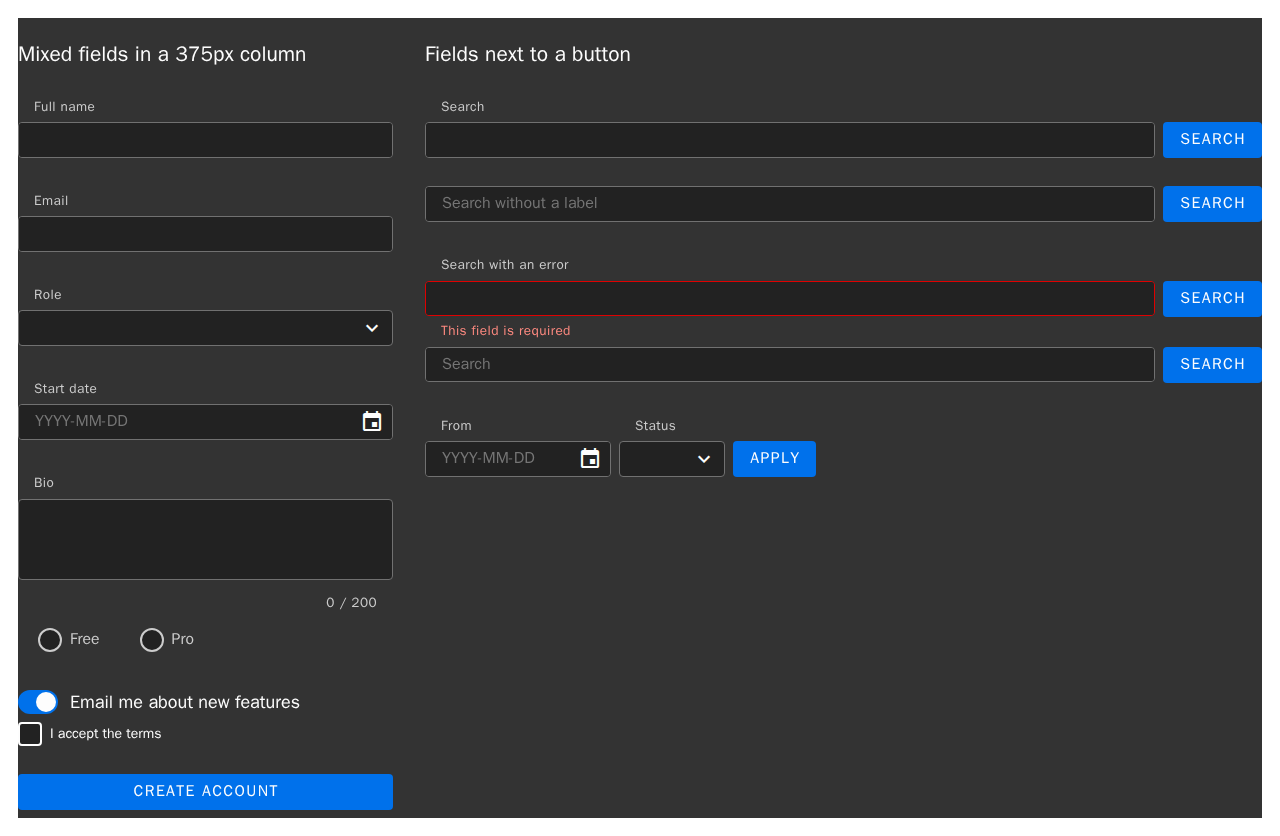 Mixed fields in a 375px column
Full name
Email
Role
Start date
YYYY-MM-DD
Bio
0 / 200
Free
Pro
Email me about new features
I accept the terms
CREATE ACCOUNT
Fields next to a button
Search
SEARCH
Search without a label
SEARCH
Search with an error
SEARCH
This field is required
Search
SEARCH
From
Status
YYYY-MM-DD
APPLY